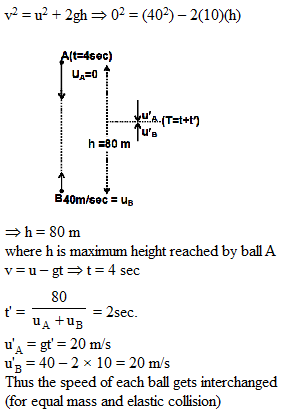 v² = u² + 2gh ⇒ 0² = (40²) – 2(10)(h)
A(t=4sec)
u_A=0
u'_A (T=t+t')
u'_B
h =80 m
B 40m/sec = u_B
⇒ h = 80 m
where h is maximum height reached by ball A
v = u – gt ⇒ t = 4 sec
t' = 80 / (u_A + u_B) = 2sec.
u'_A = gt' = 20 m/s
u'_B = 40 – 2 × 10 = 20 m/s
Thus the speed of each ball gets interchanged
(for equal mass and elastic collision)